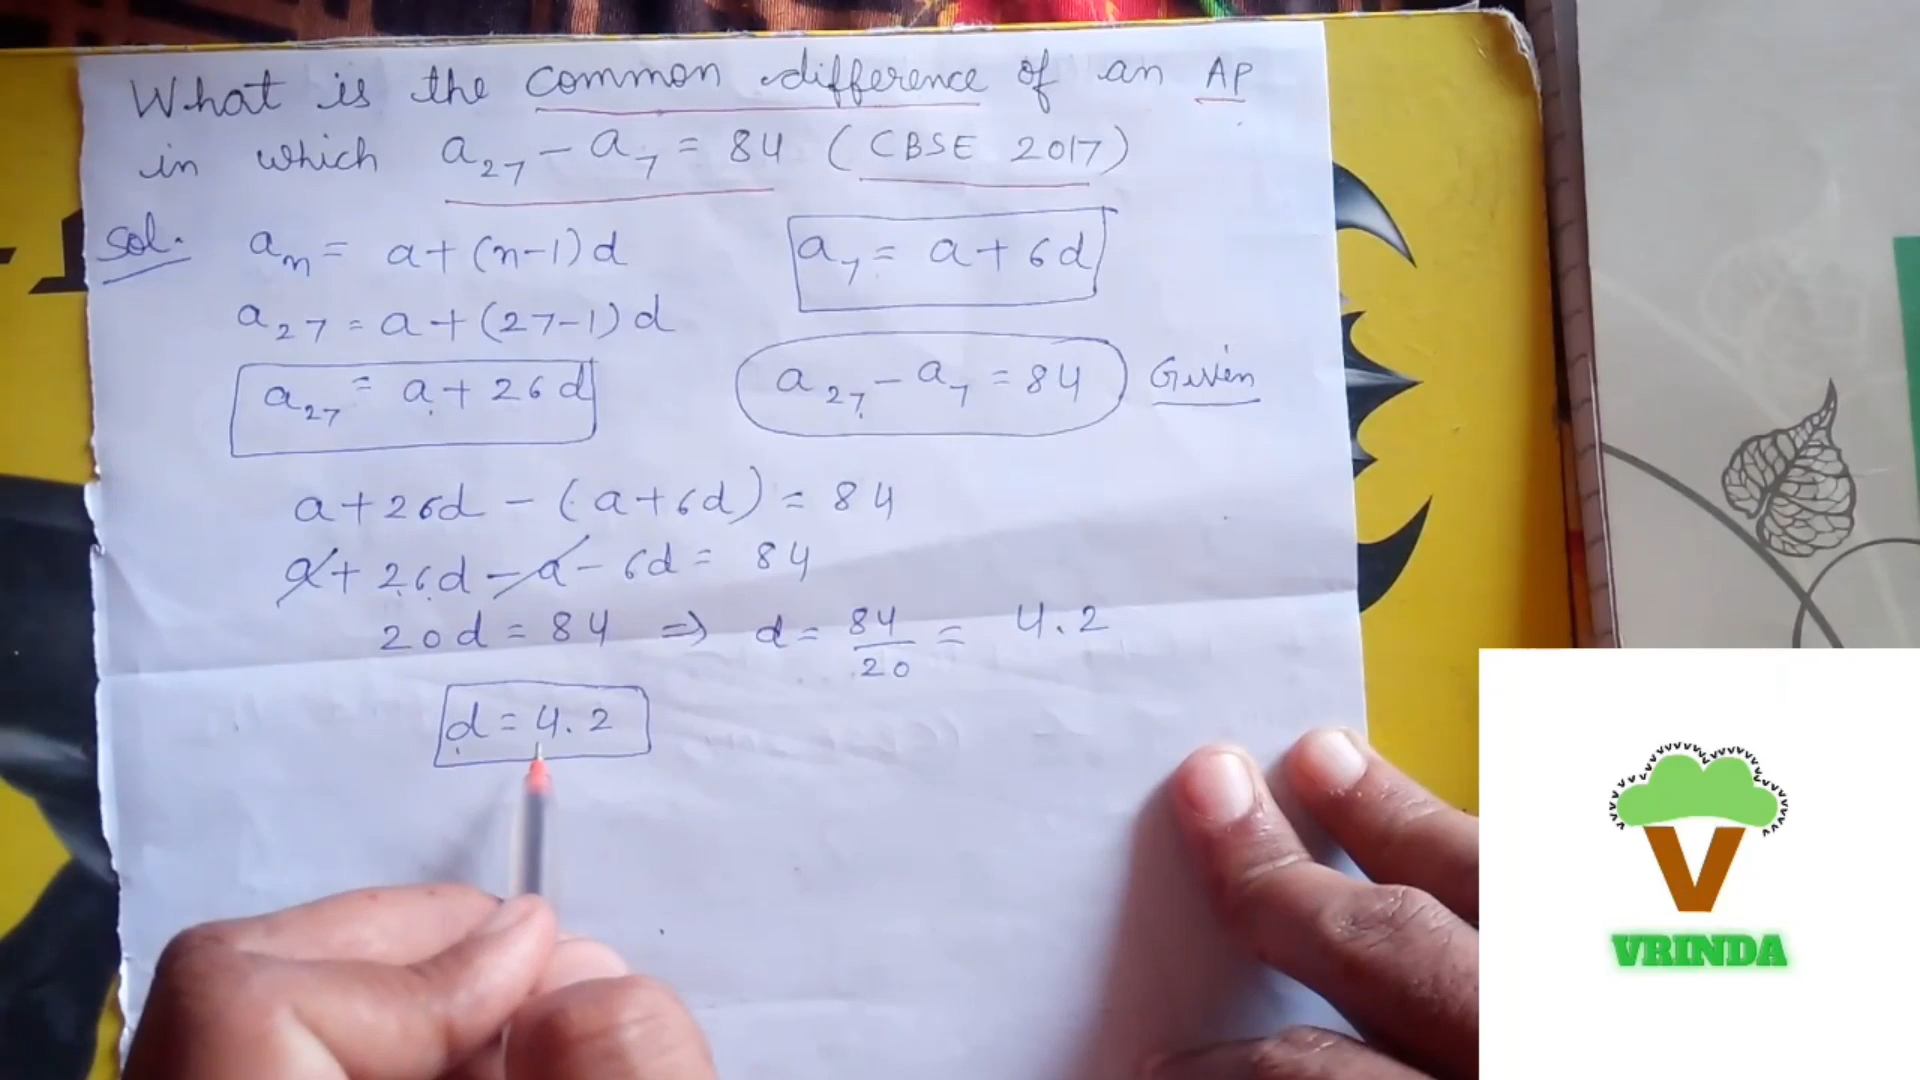 What is the common difference of an AP
in which a₂₇ - a₇ = 84 (CBSE 2017)
Sol. aₙ = a+(n-1)d
a₇ = a+6d
a₂₇ = a+(27-1)d
a₂₇ = a+26d
a₂₇ - a₇ = 84 Given
a+26d - (a+6d) = 84
a+ 26d - a - 6d = 84
20d = 84 ⇒ d = 84/20 = 4.2
d = 4.2
V
VRINDA